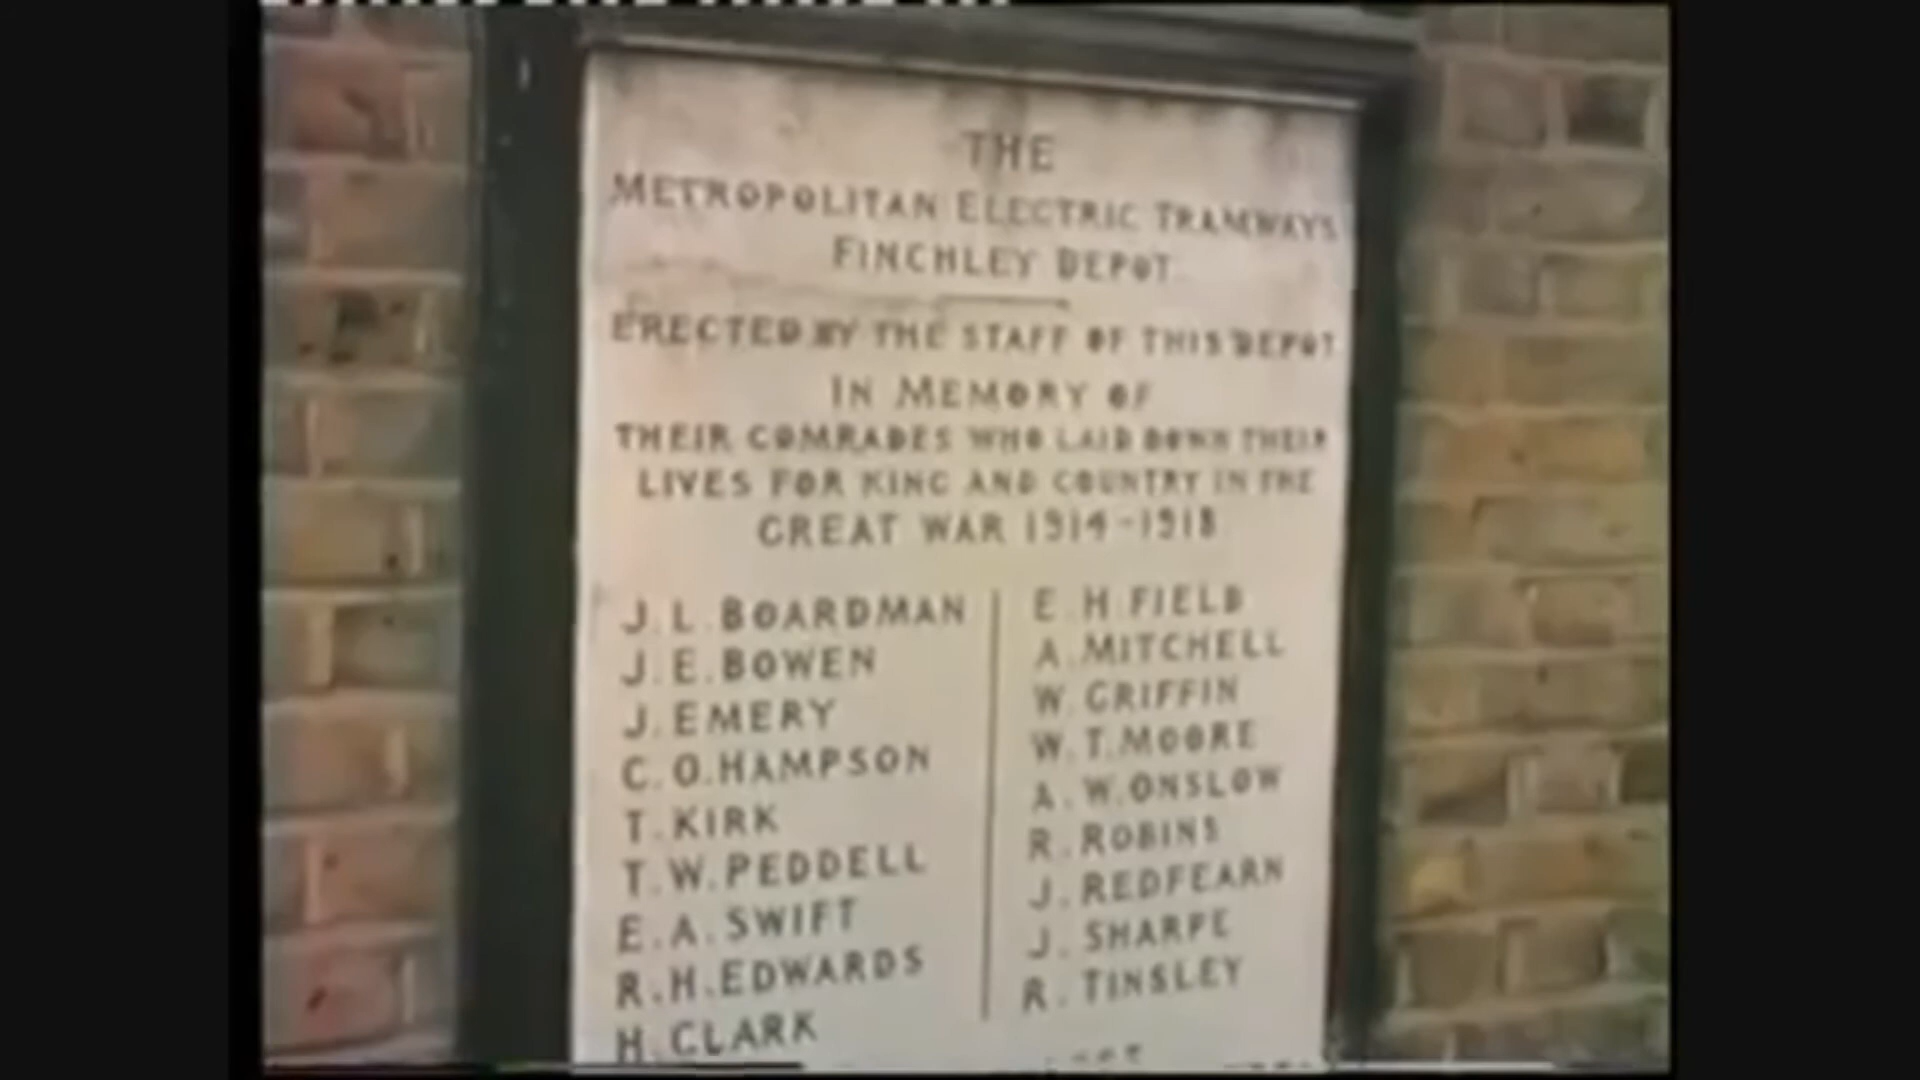 THE
METROPOLITAN ELECTRIC TRAMWAYS
FINCHLEY DEPOT
ERECTED BY THE STAFF OF THIS DEPOT
IN MEMORY OF
THEIR COMRADES WHO LAID DOWN THEIR
LIVES FOR KING AND COUNTRY IN THE
GREAT WAR 1914-1918
J. L. BOARDMAN
J. E. BOWEN
J. EMERY
C. O. HAMPSON
T. KIRK
T. W. PEDDELL
E. A. SWIFT
R. H. EDWARDS
H. CLARK
E. H. FIELD
A. MITCHELL
W. GRIFFIN
W. T. MOORE
A. W. ONSLOW
R. ROBINS
J. REDFEARN
J. SHARPE
R. TINSLEY